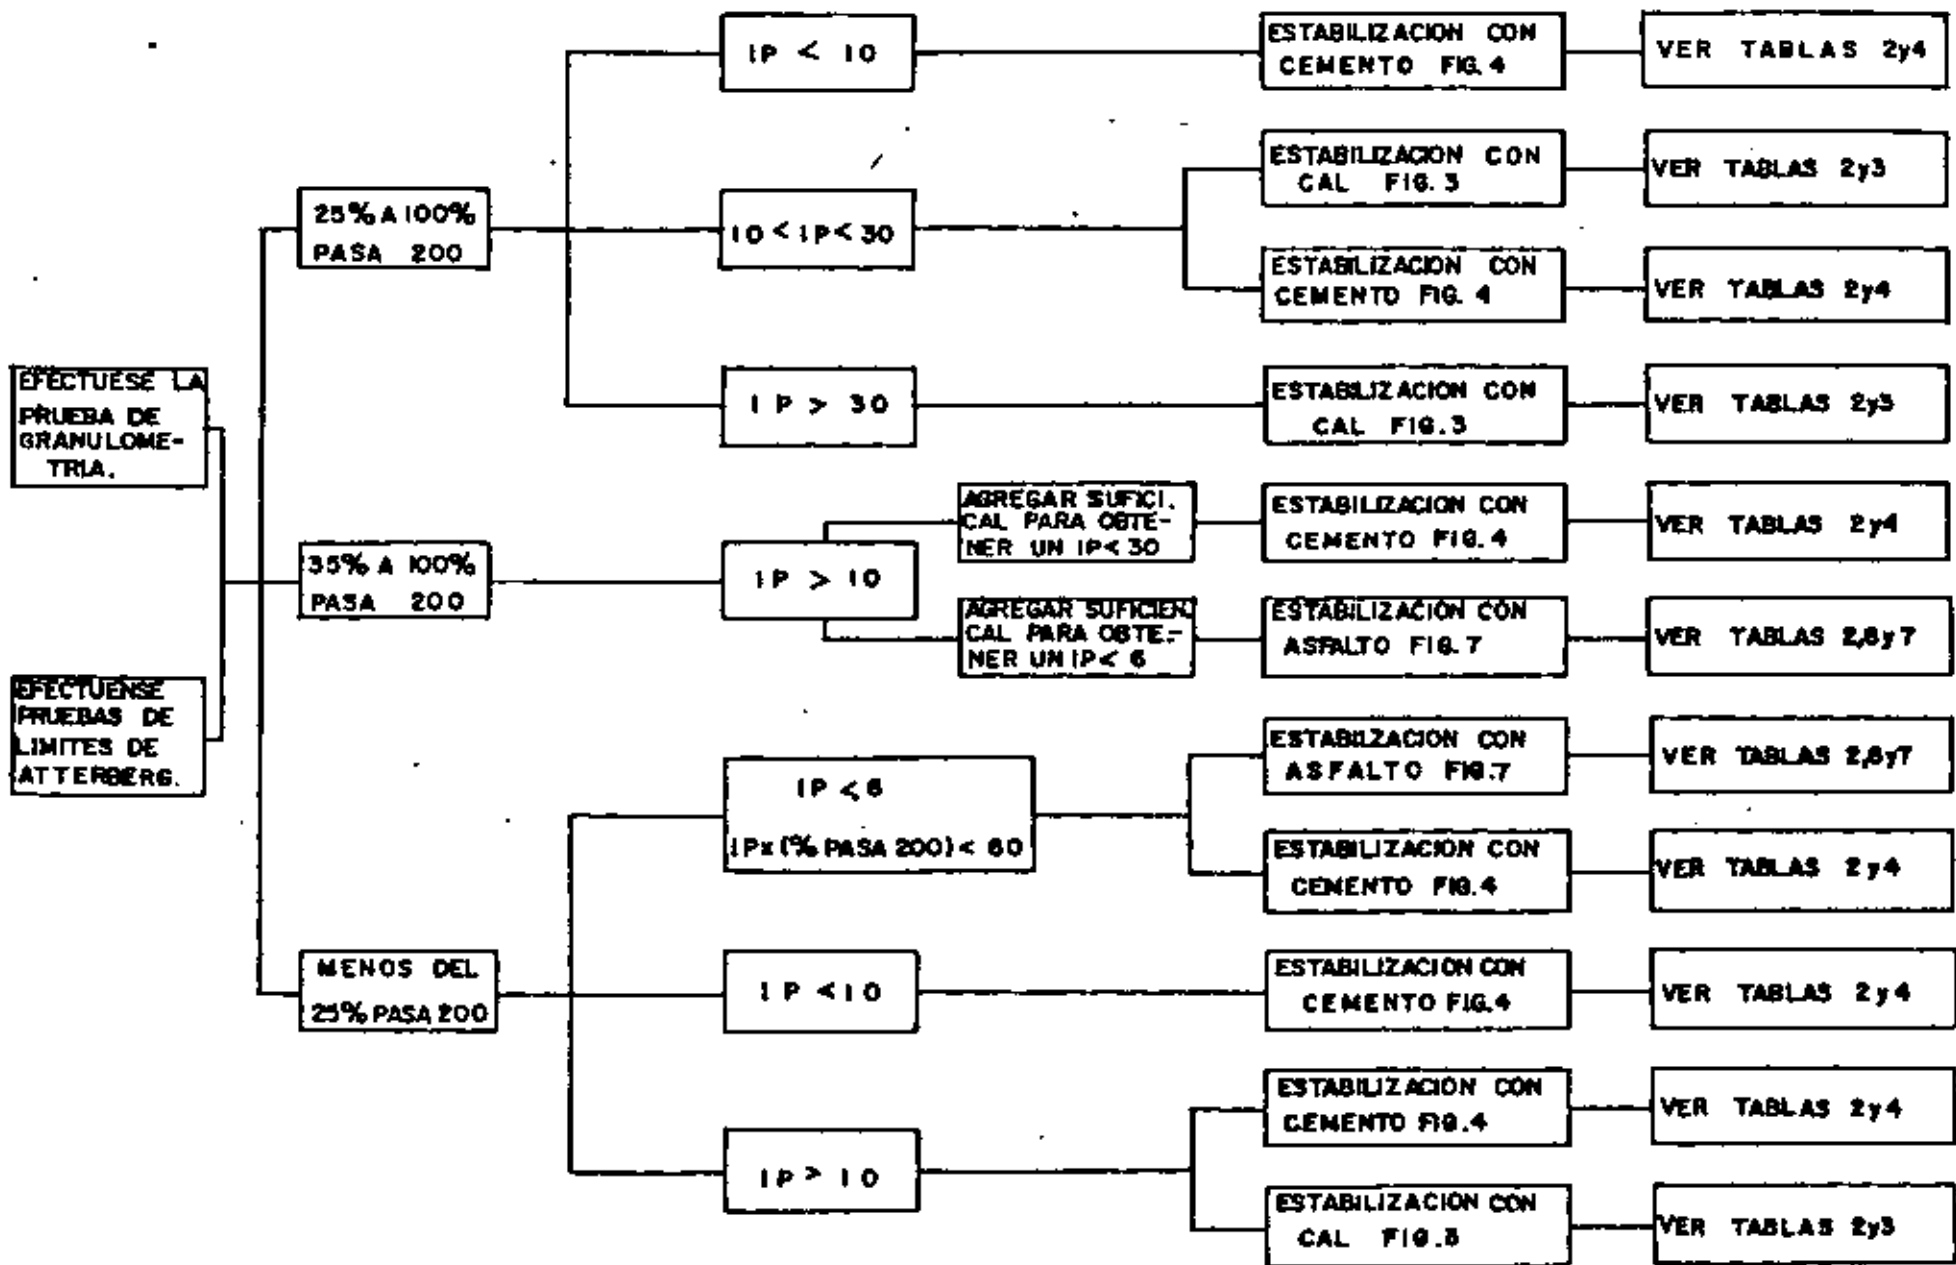 EFECTUESE LA
PRUEBA DE
GRANULOME-
TRIA.
EFECTUENSE
PRUEBAS DE
LIMITES DE
ATTERBERG.
25% A 100%
PASA 200
35% A 100%
PASA 200
MENOS DEL
25% PASA 200
IP < 10
10 < IP < 30
IP > 30
IP > 10
IP < 6
IPx (% PASA 200) < 60
IP < 10
IP > 10
AGREGAR SUFICI.
CAL PARA OBTE-
NER UN IP < 30
AGREGAR SUFICIEN.
CAL PARA OBTE.-
NER UN IP < 6
ESTABILIZACION CON
CEMENTO FIG. 4
ESTABILIZACION CON
CAL FIG. 3
ESTABILIZACION CON
CEMENTO FIG. 4
ESTABILIZACION CON
CAL FIG. 3
ESTABILIZACION CON
CEMENTO FIG. 4
ESTABILIZACION CON
ASFALTO FIG. 7
ESTABILZACION CON
ASFALTO FIG. 7
ESTABILIZACION CON
CEMENTO FIG. 4
ESTABILIZACION CON
CEMENTO FIG. 4
ESTABILIZACION CON
CEMENTO FIG. 4
ESTABILIZACION CON
CAL FIG.
VER TABLAS 2y4
VER TABLAS 2y3
VER TABLAS 2y4
VER TABLAS 2y3
VER TABLAS 2y4
VER TABLAS 2,6y7
VER TABLAS 2,6y7
VER TABLAS 2y4
VER TABLAS 2y4
VER TABLAS 2y4
VER TABLAS 2y3